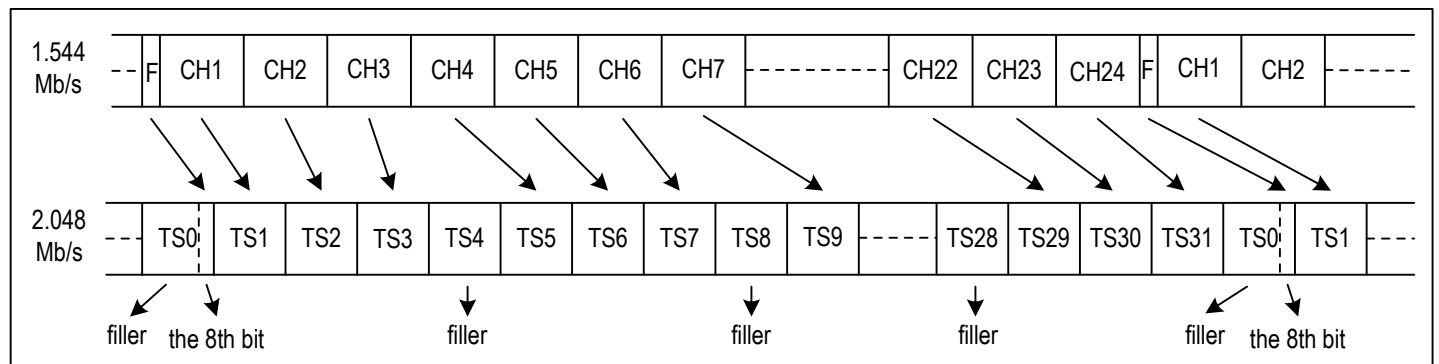 1.544
Mb/s
F CH1 CH2 CH3 CH4 CH5 CH6 CH7 CH22 CH23 CH24 F CH1 CH2
2.048
Mb/s
TS0 TS1 TS2 TS3 TS4 TS5 TS6 TS7 TS8 TS9 TS28 TS29 TS30 TS31 TS0 TS1
filler the 8th bit filler filler filler filler the 8th bit